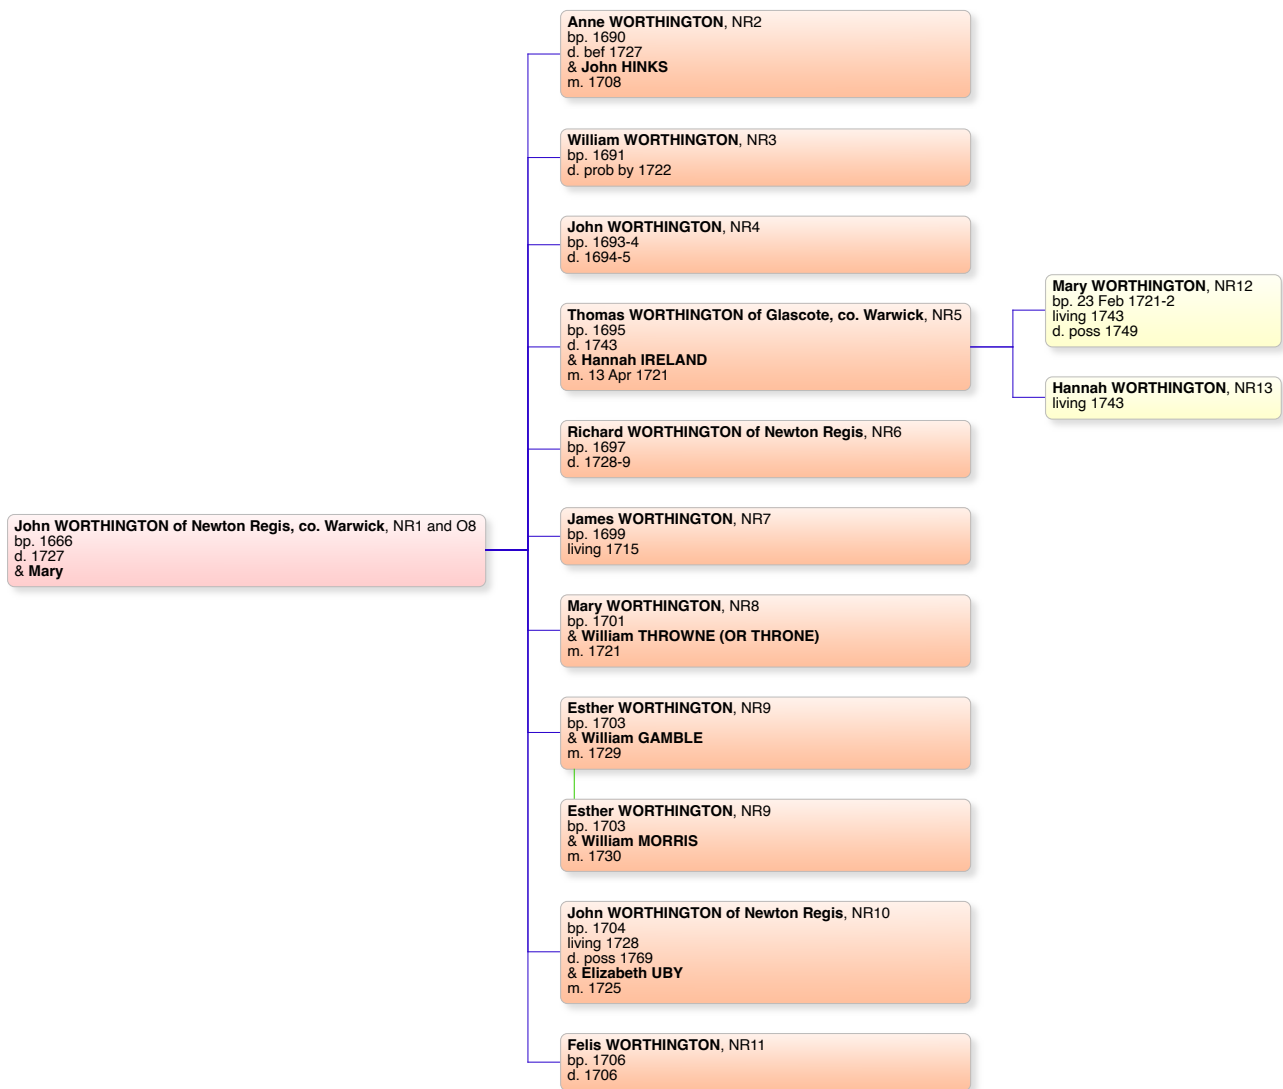 John WORTHINGTON of Newton Regis, co. Warwick, NR1 and O8
bp. 1666
d. 1727
& Mary
Anne WORTHINGTON, NR2
bp. 1690
d. bef 1727
& John HINKS
m. 1708
William WORTHINGTON, NR3
bp. 1691
d. prob by 1722
John WORTHINGTON, NR4
bp. 1693-4
d. 1694-5
Thomas WORTHINGTON of Glascote, co. Warwick, NR5
bp. 1695
d. 1743
& Hannah IRELAND
m. 13 Apr 1721
Mary WORTHINGTON, NR12
bp. 23 Feb 1721-2
living 1743
d. poss 1749
Hannah WORTHINGTON, NR13
living 1743
Richard WORTHINGTON of Newton Regis, NR6
bp. 1697
d. 1728-9
James WORTHINGTON, NR7
bp. 1699
living 1715
Mary WORTHINGTON, NR8
bp. 1701
& William THROWNE (OR THRONE)
m. 1721
Esther WORTHINGTON, NR9
bp. 1703
& William GAMBLE
m. 1729
Esther WORTHINGTON, NR9
bp. 1703
& William MORRIS
m. 1730
John WORTHINGTON of Newton Regis, NR10
bp. 1704
living 1728
d. poss 1769
& Elizabeth UBY
m. 1725
Felis WORTHINGTON, NR11
bp. 1706
d. 1706